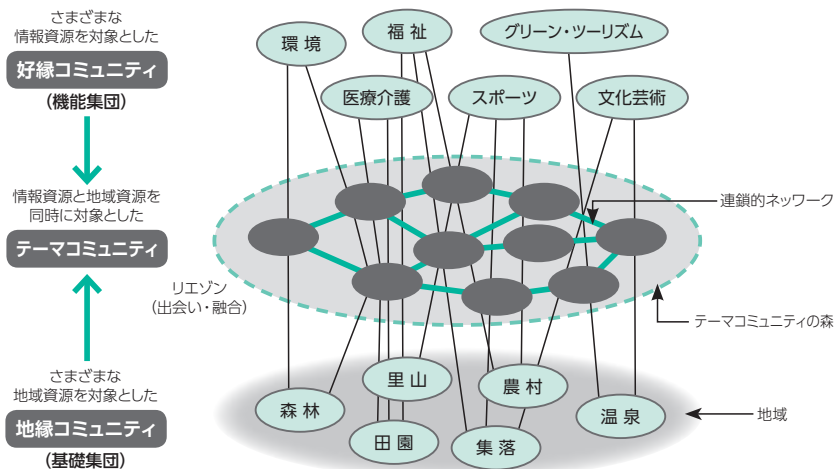 さまざまな
情報資源を対象とした
好縁コミュニティ
(機能集団)
情報資源と地域資源を
同時に対象とした
テーマコミュニティ
さまざまな
地域資源を対象とした
地縁コミュニティ
(基礎集団)
環 境
福 祉
グリーン・ツーリズム
医療介護
スポーツ
文化芸術
連鎖的ネットワーク
リエゾン
(出会い・融合)
テーマコミュニティの森
里 山
農 村
森 林
温 泉
地域
田 園
集 落